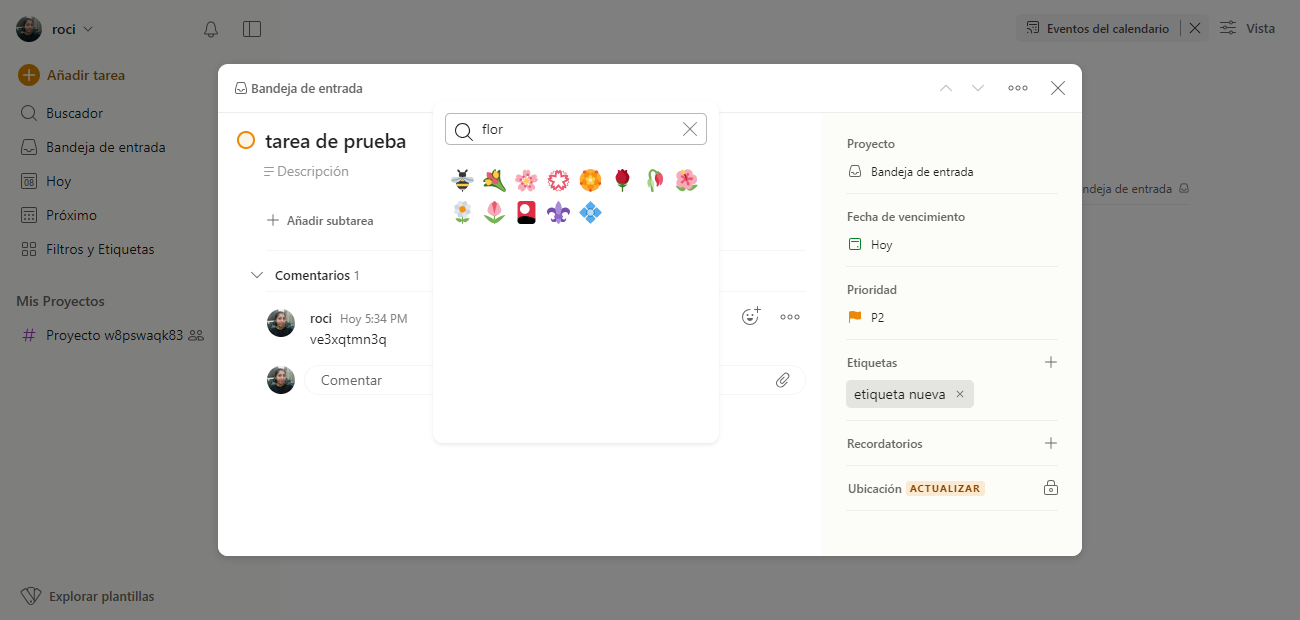 roci
Eventos del calendario
Vista
Añadir tarea
Buscador
Bandeja de entrada
08
Hoy
Próximo
Filtros y Etiquetas
Mis Proyectos
# Proyecto w8pswaqk83
Explorar plantillas
Bandeja de entrada
tarea de prueba
Descripción
Añadir subtarea
Comentarios 1
roci Hoy 5:34 PM
ve3xqtmn3q
Comentar
flor
Proyecto
Bandeja de entrada
Fecha de vencimiento
Hoy
Prioridad
P2
Etiquetas
etiqueta nueva
Recordatorios
Ubicación ACTUALIZAR
ndeja de entrada